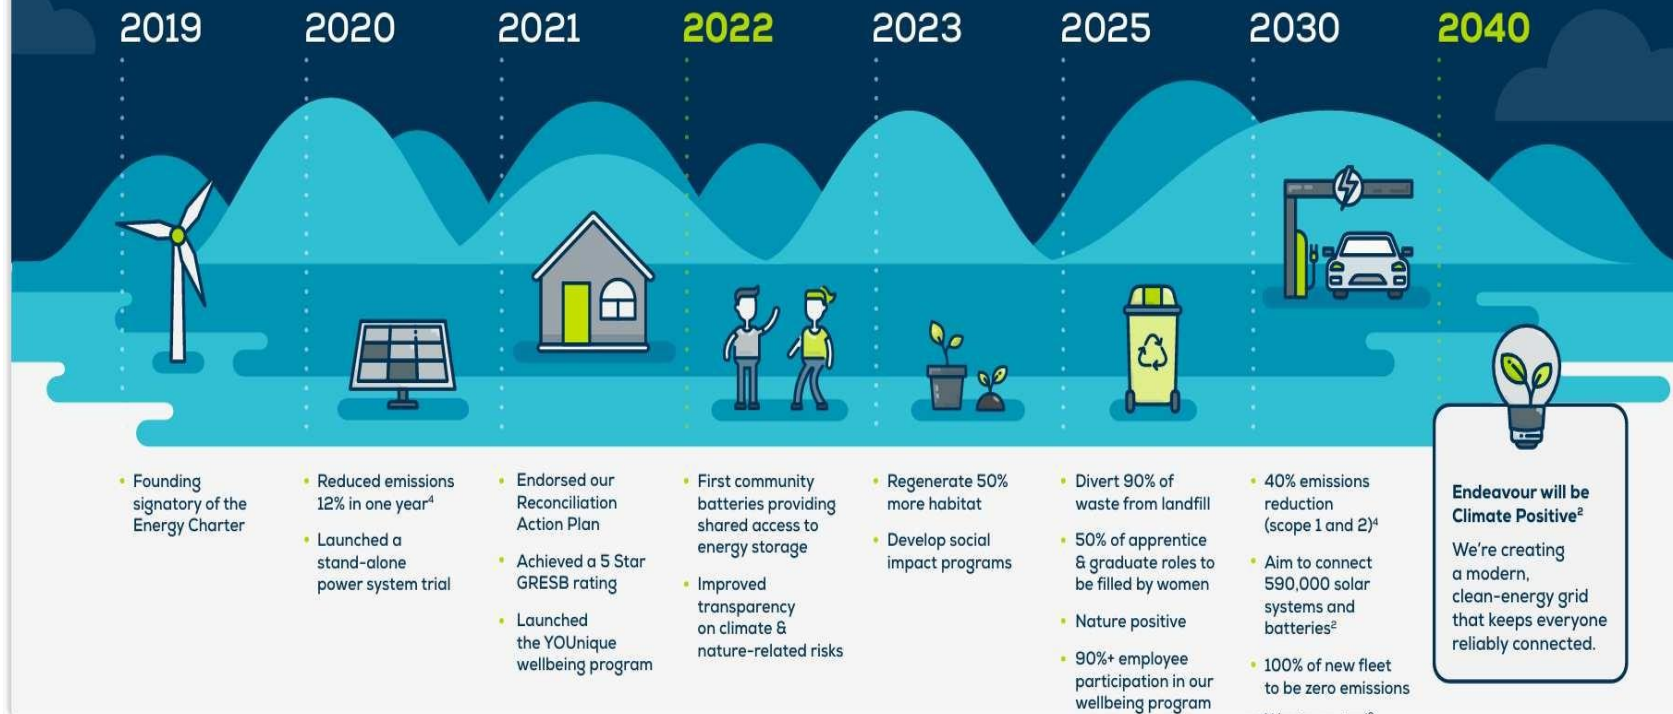 2019
2020
2021
2022
2023
2025
2030
2040
• Founding
signatory of the
Energy Charter
• Reduced emissions
12% in one year⁴
• Launched a
stand-alone
power system trial
• Endorsed our
Reconciliation
Action Plan
• Achieved a 5 Star
GRESB rating
• Launched
the YOUnique
wellbeing program
• First community
batteries providing
shared access to
energy storage
• Improved
transparency
on climate &
nature-related risks
• Regenerate 50%
more habitat
• Develop social
impact programs
• Divert 90% of
waste from landfill
• 50% of apprentice
& graduate roles to
be filled by women
• Nature positive
• 90%+ employee
participation in our
wellbeing program
• 40% emissions
reduction
(scope 1 and 2)⁴
• Aim to connect
590,000 solar
systems and
batteries²
• 100% of new fleet
to be zero emissions
Endeavour will be
Climate Positive²
We're creating
a modern,
clean-energy grid
that keeps everyone
reliably connected.